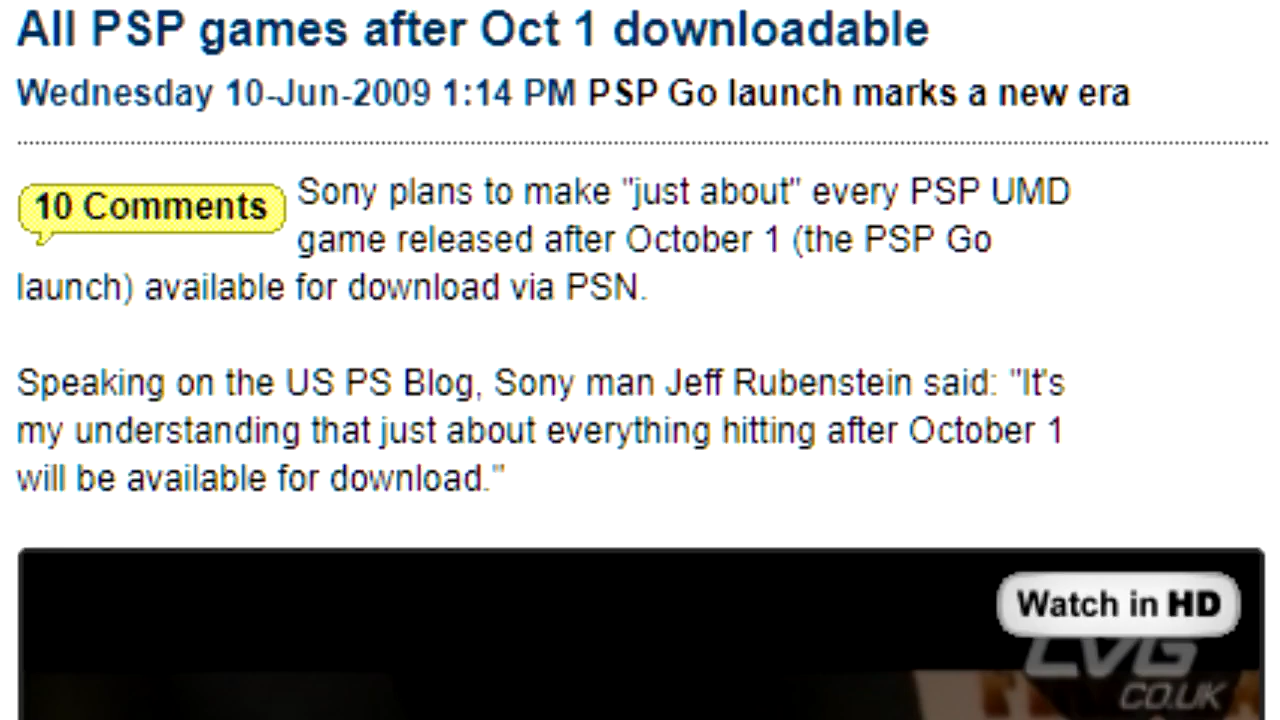 All PSP games after Oct 1 downloadable
Wednesday 10-Jun-2009 1:14 PM PSP Go launch marks a new era
10 Comments Sony plans to make "just about" every PSP UMD
game released after October 1 (the PSP Go
launch) available for download via PSN.
Speaking on the US PS Blog, Sony man Jeff Rubenstein said: "It's
my understanding that just about everything hitting after October 1
will be available for download."
Watch in HD
CVG
CO.UK